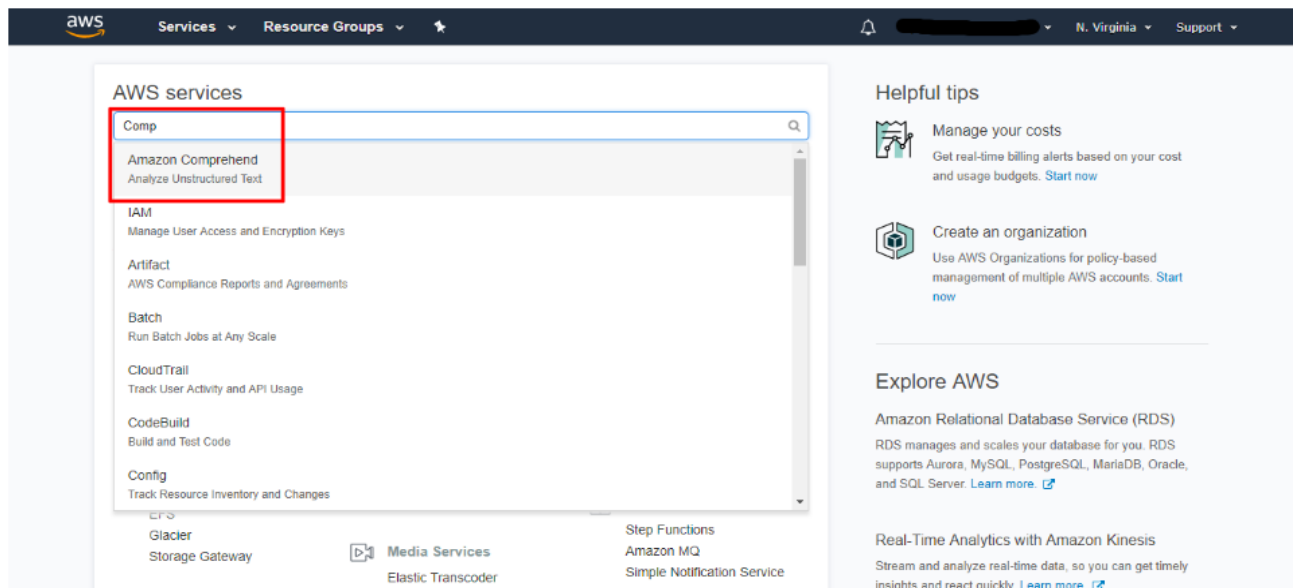 aws Services Resource Groups N. Virginia Support
AWS services
Comp
Amazon Comprehend
Analyze Unstructured Text
IAM
Manage User Access and Encryption Keys
Artifact
AWS Compliance Reports and Agreements
Batch
Run Batch Jobs at Any Scale
CloudTrail
Track User Activity and API Usage
CodeBuild
Build and Test Code
Config
Track Resource Inventory and Changes
EFS
Glacier
Storage Gateway
Media Services
Elastic Transcoder
Step Functions
Amazon MQ
Simple Notification Service
Helpful tips
Manage your costs
Get real-time billing alerts based on your cost
and usage budgets. Start now
Create an organization
Use AWS Organizations for policy-based
management of multiple AWS accounts. Start
now
Explore AWS
Amazon Relational Database Service (RDS)
RDS manages and scales your database for you. RDS
supports Aurora, MySQL, PostgreSQL, MariaDB, Oracle,
and SQL Server. Learn more.
Real-Time Analytics with Amazon Kinesis
Stream and analyze real-time data, so you can get timely
insights and react quickly. Learn more.